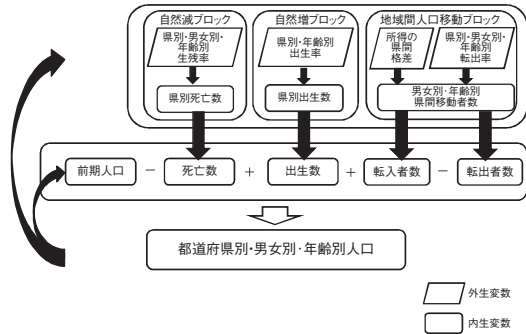 自然減ブロック
自然増ブロック
地域間人口移動ブロック
県別・男女別・
年齢別
生残率
県別・年齢別
出生率
所得の
県間
格差
県別・男女別・
年齢別
転出率
県別死亡数
県別出生数
男女別・年齢別
県間移動者数
前期人口 － 死亡数 ＋ 出生数 ＋ 転入者数 － 転出者数
都道府県別・男女別・年齢別人口
外生変数
内生変数